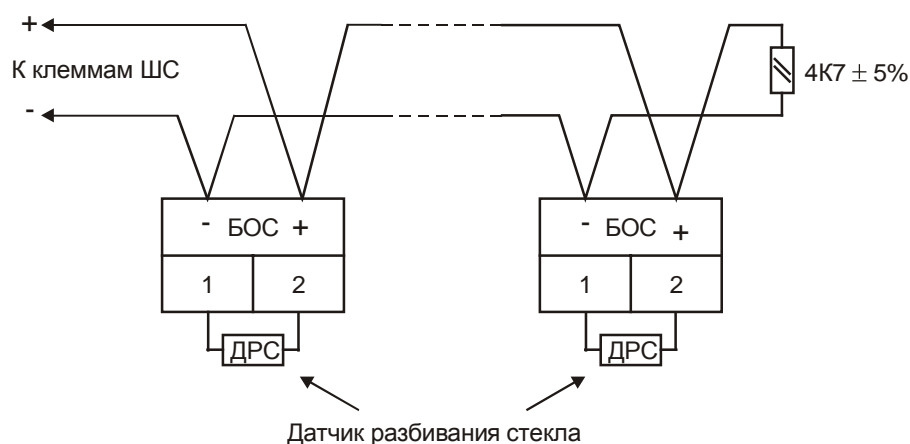 +
К клеммам ШС
4К7 ± 5%
-
- БОС +
- БОС +
1 2
1 2
ДРС
ДРС
Датчик разбивания стекла